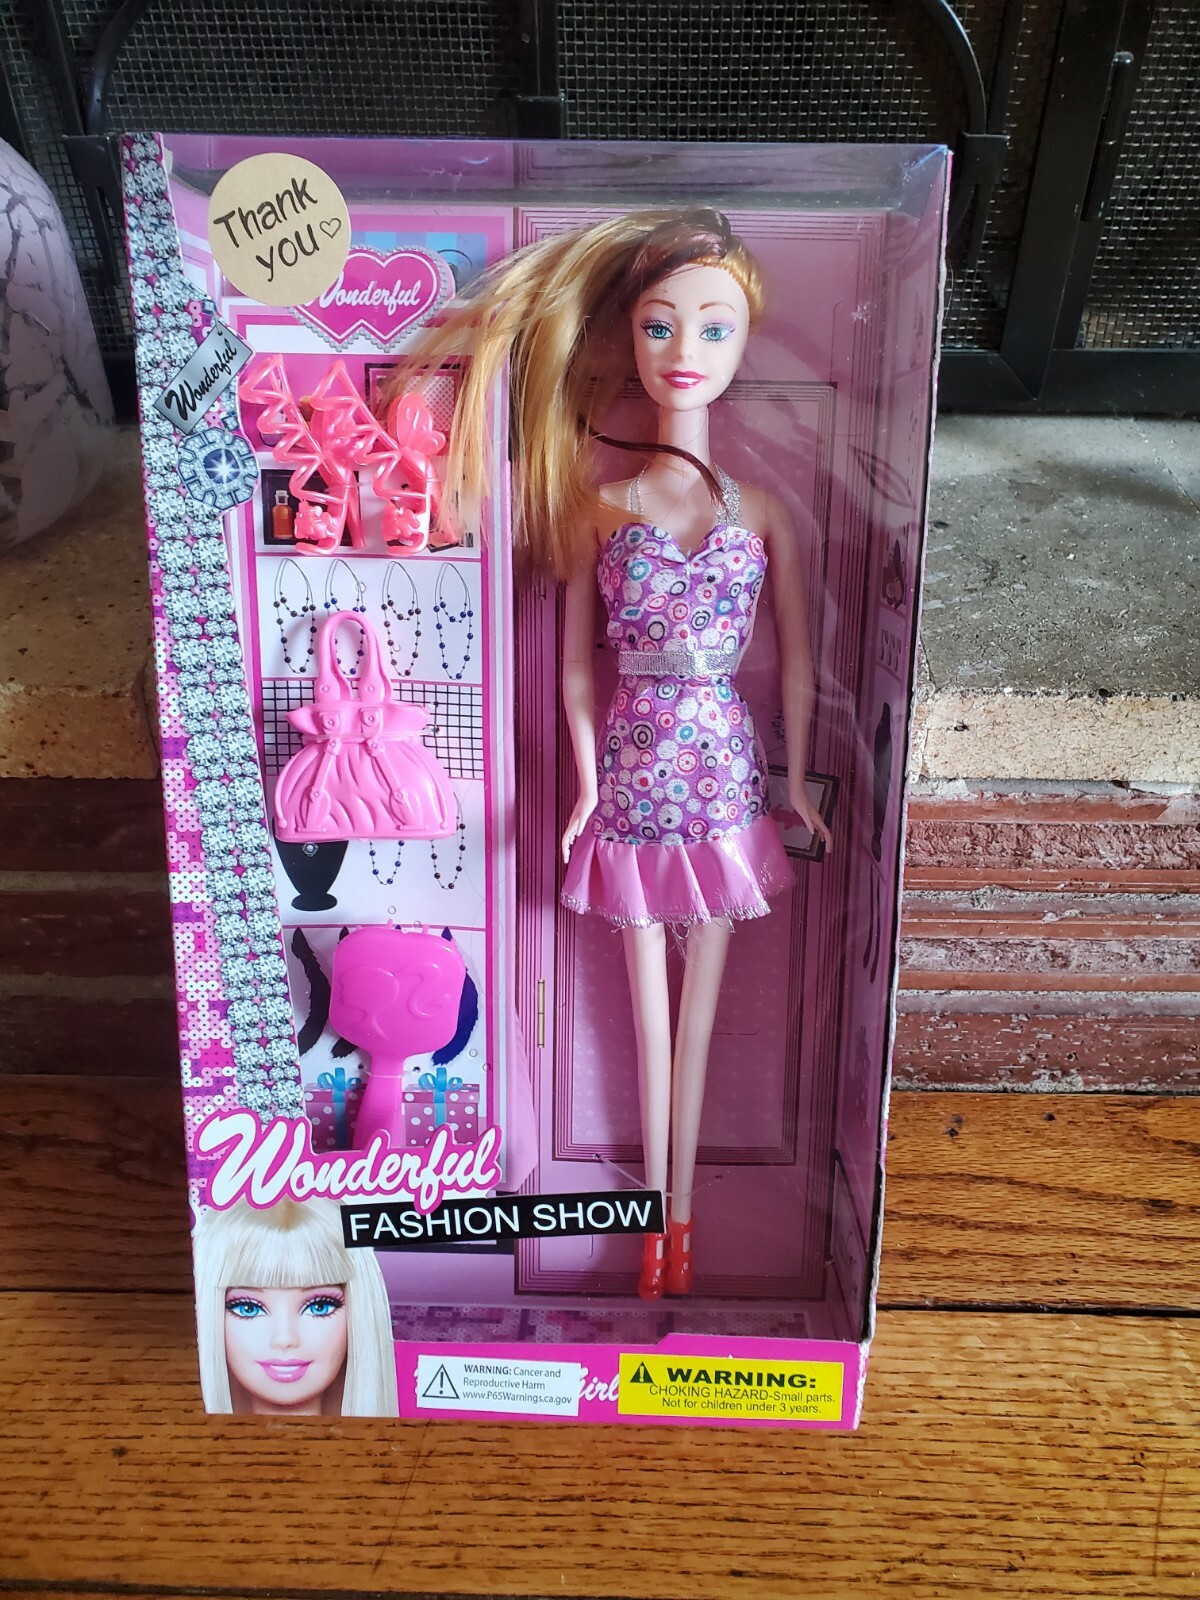 Thank
you♡
Wonderful
Wonderful
Wonderful
FASHION SHOW
WARNING: Cancer and
Reproductive Harm
www.P65Warnings.ca.gov
irl
WARNING:
CHOKING HAZARD-Small parts.
Not for children under 3 years.